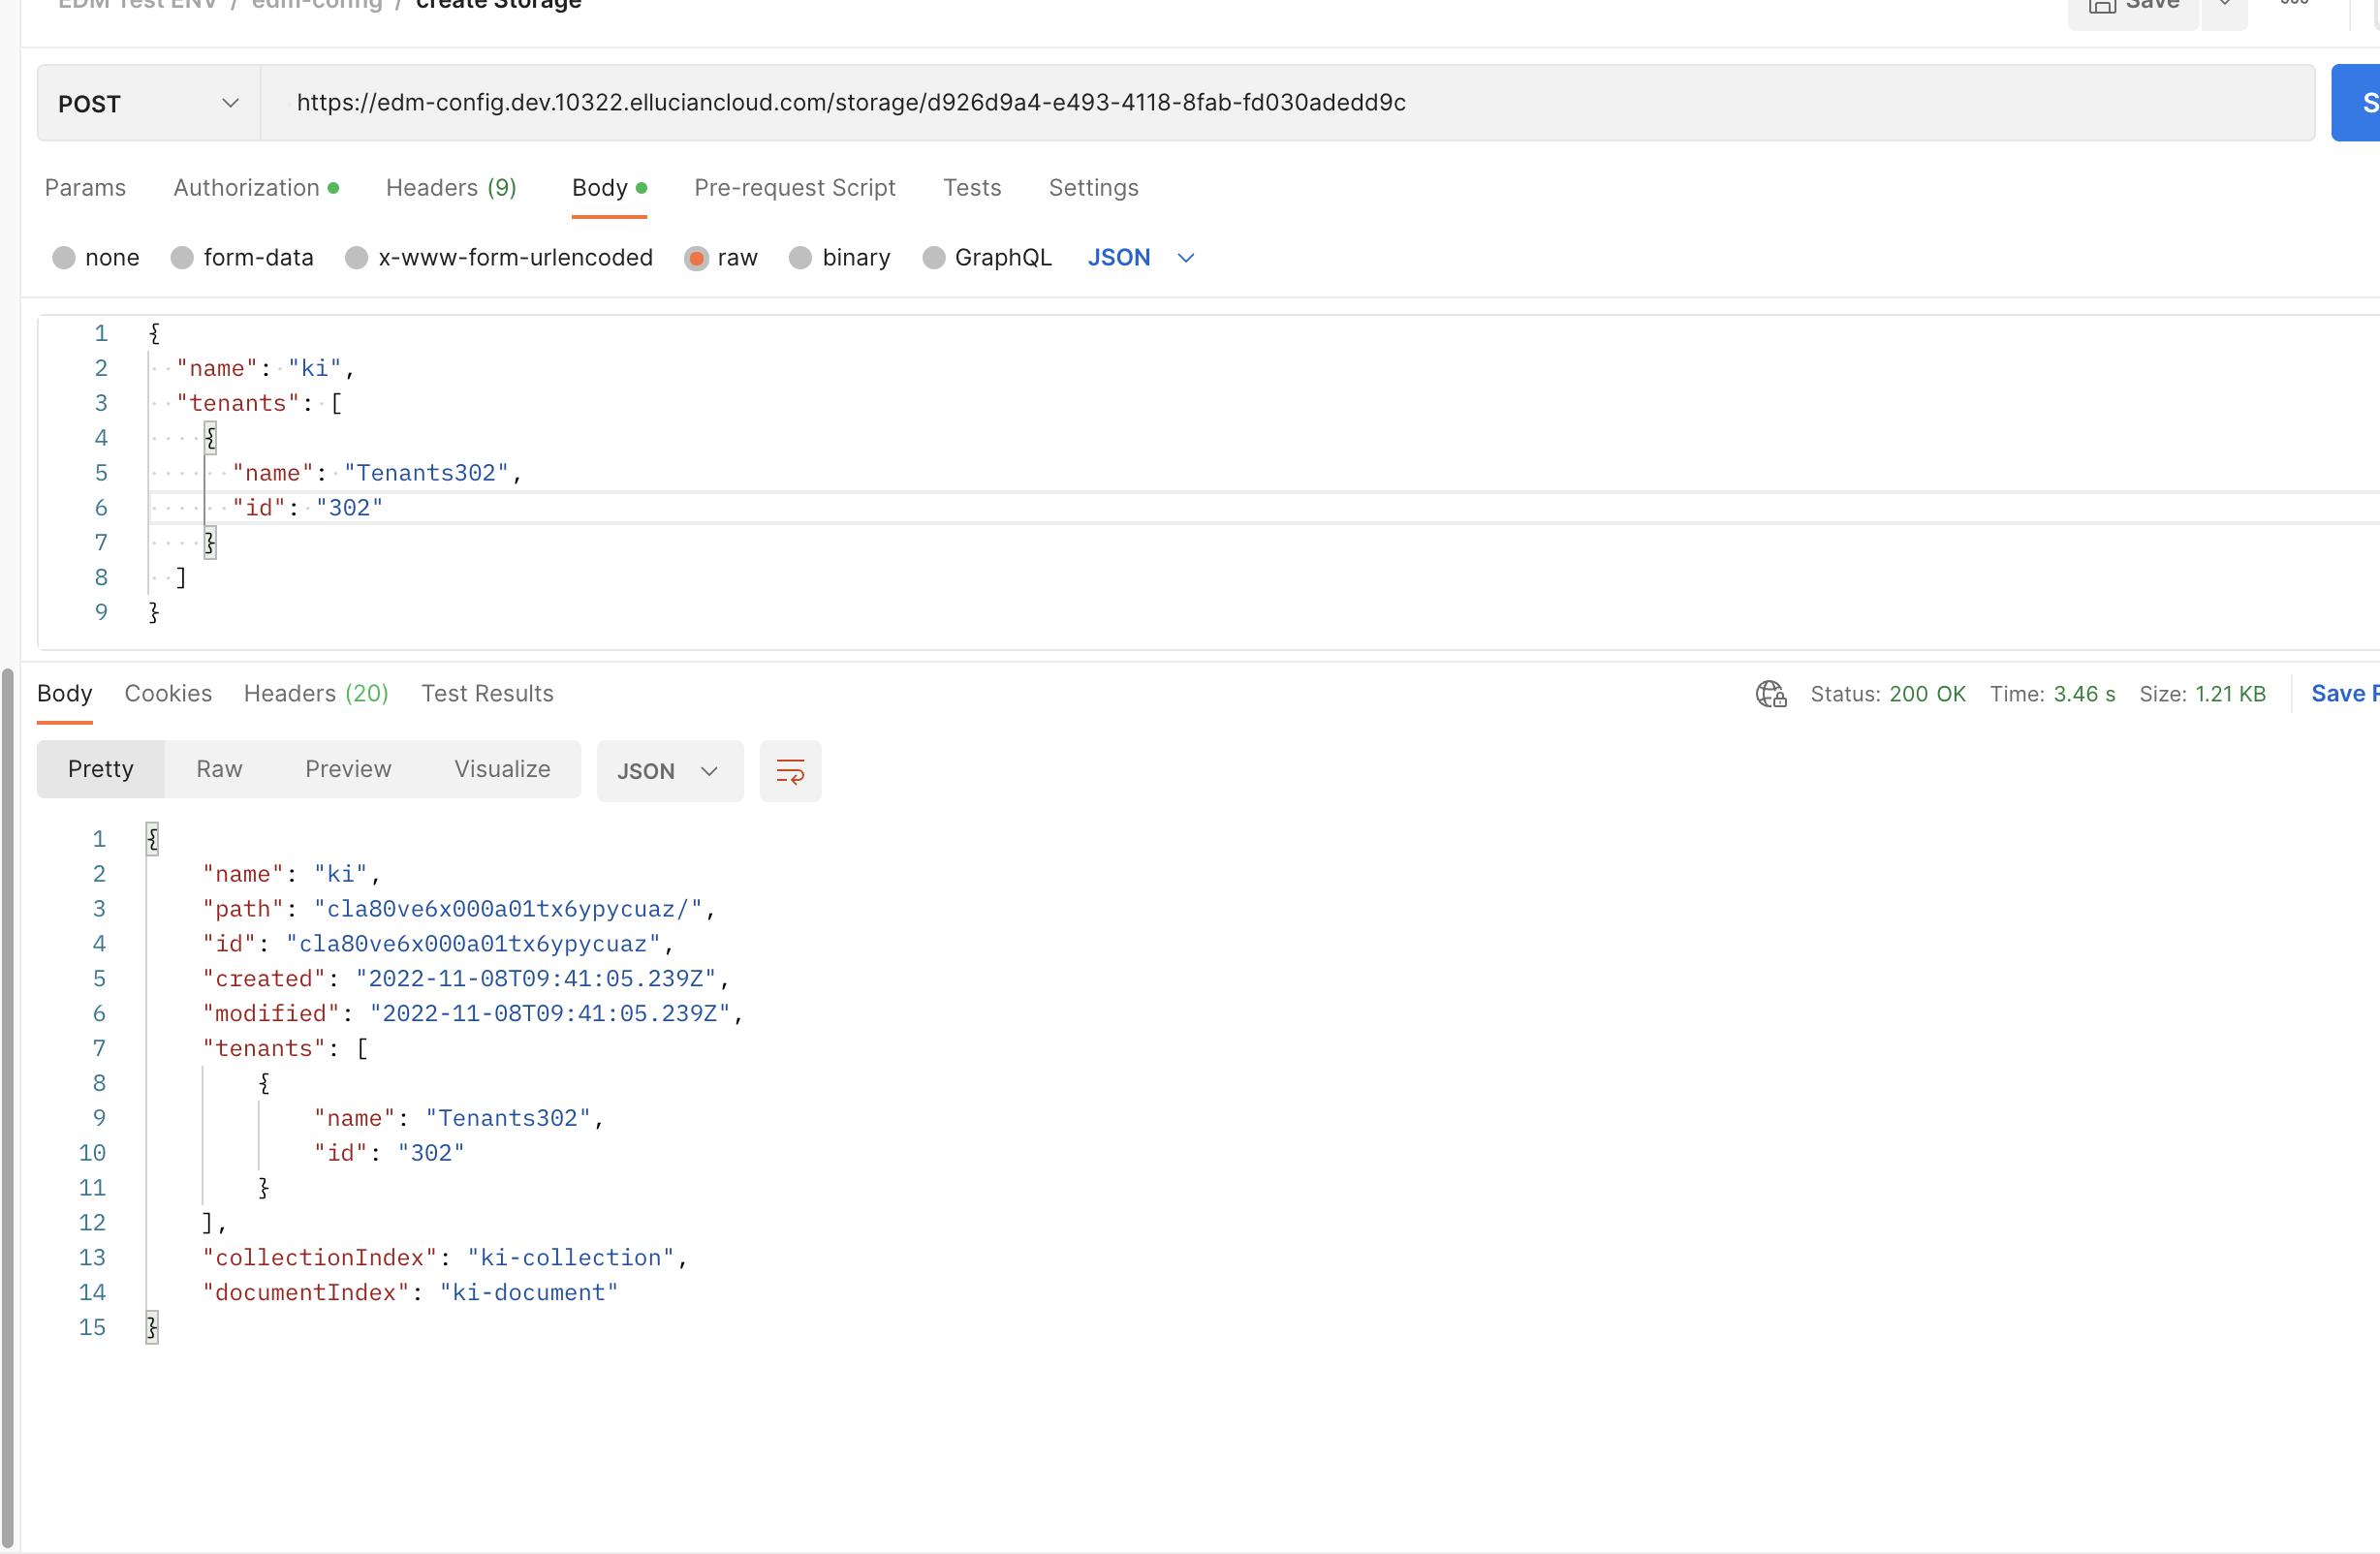 EDM Test ENV / edm-config / create Storage
Save
POST
https://edm-config.dev.10322.elluciancloud.com/storage/d926d9a4-e493-4118-8fab-fd030adedd9c
S
Params Authorization Headers (9) Body Pre-request Script Tests Settings
none form-data x-www-form-urlencoded raw binary GraphQL JSON
1 {
2 "name": "ki",
3 "tenants": [
4 {
5 "name": "Tenants302",
6 "id": "302"
7 }
8 ]
9 }
Body Cookies Headers (20) Test Results Status: 200 OK Time: 3.46 s Size: 1.21 KB Save
Pretty Raw Preview Visualize JSON
1 {
2 "name": "ki",
3 "path": "cla80ve6x000a01tx6ypycuaz/",
4 "id": "cla80ve6x000a01tx6ypycuaz",
5 "created": "2022-11-08T09:41:05.239Z",
6 "modified": "2022-11-08T09:41:05.239Z",
7 "tenants": [
8 {
9 "name": "Tenants302",
10 "id": "302"
11 }
12 ],
13 "collectionIndex": "ki-collection",
14 "documentIndex": "ki-document"
15 }